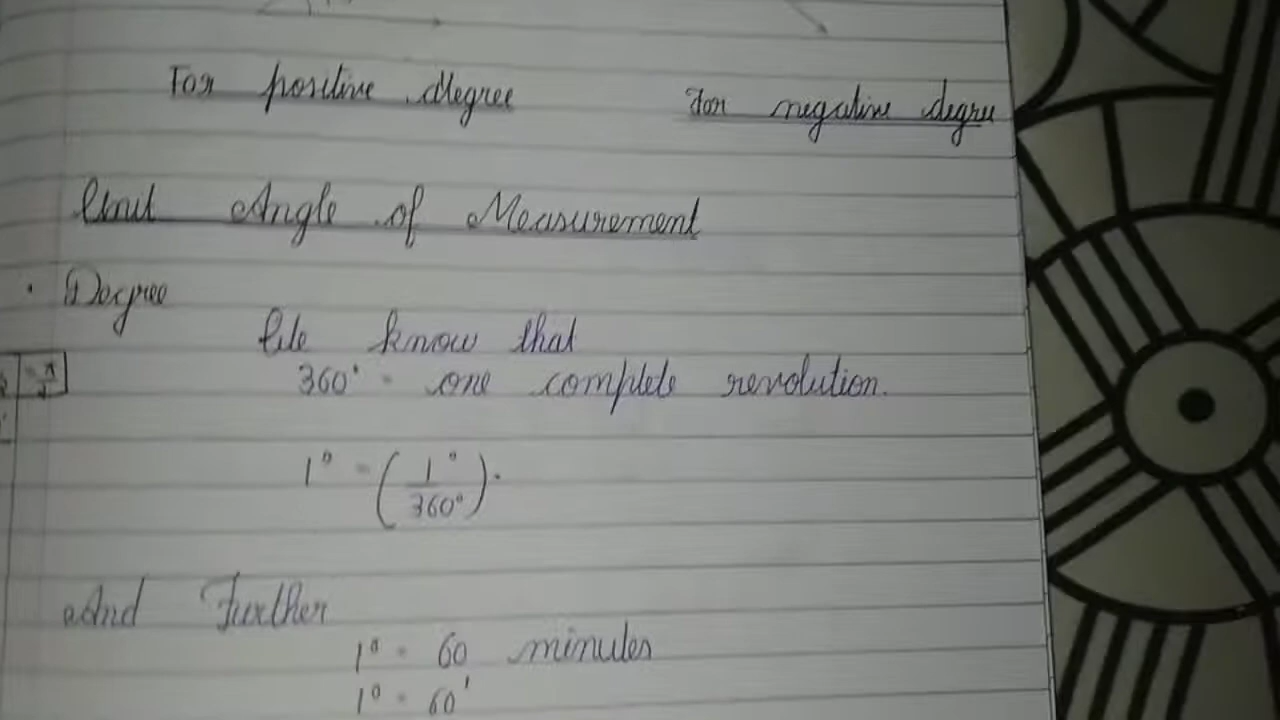 For positive degree For negative degree
Unit Angle of Measurement
· Degree
We know that
360° = one complete revolution.
1° = (1°/360°).
And Further
1° = 60 minutes
1° = 60'